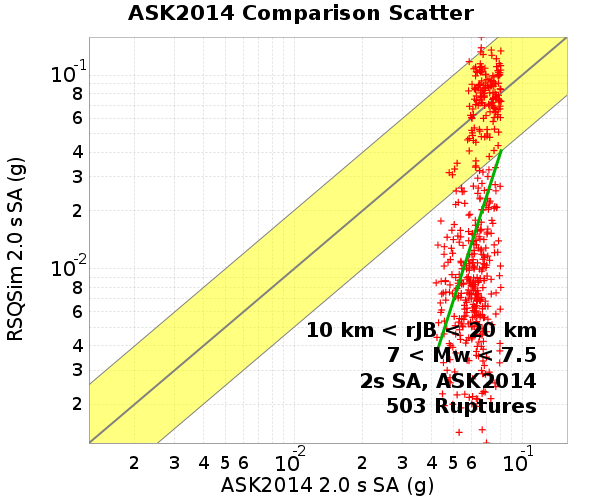 ASK2014 Comparison Scatter
RSQSim 2.0 s SA (g)
10⁻¹
8
6
4
3
2
10⁻²
8
6
4
3
2
10 km < rJB < 20 km
7 < Mw < 7.5
2s SA, ASK2014
503 Ruptures
2 3 4 5 6 10⁻² 2 3 4 5 6 10⁻¹
ASK2014 2.0 s SA (g)